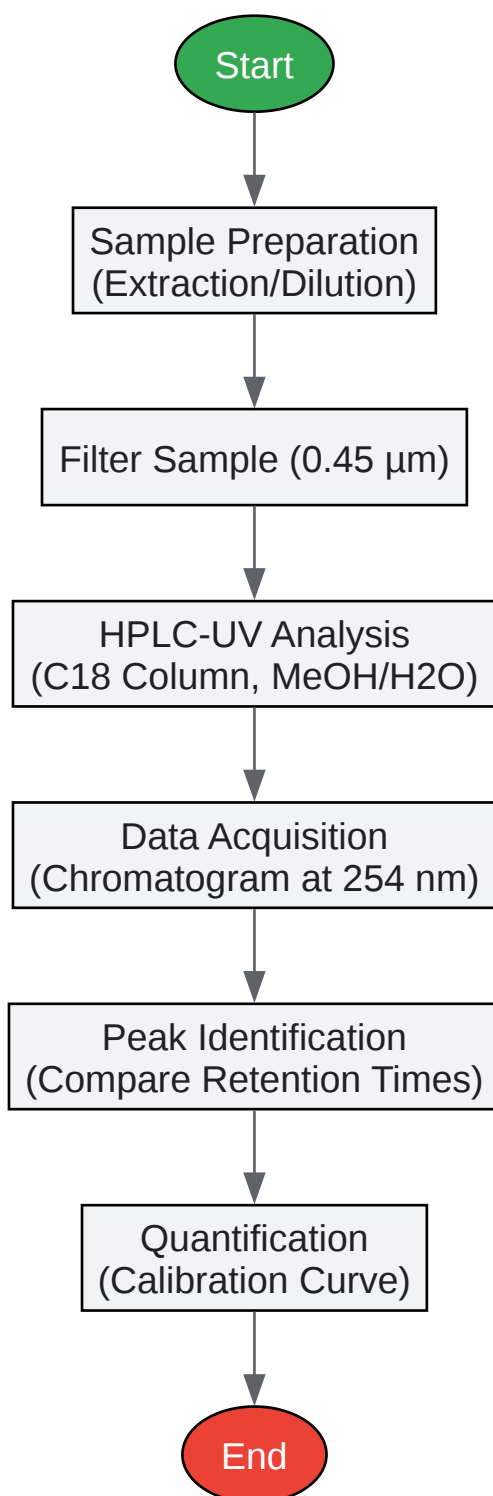 Start
Sample Preparation
(Extraction/Dilution)
Filter Sample (0.45 µm)
HPLC-UV Analysis
(C18 Column, MeOH/H2O)
Data Acquisition
(Chromatogram at 254 nm)
Peak Identification
(Compare Retention Times)
Quantification
(Calibration Curve)
End